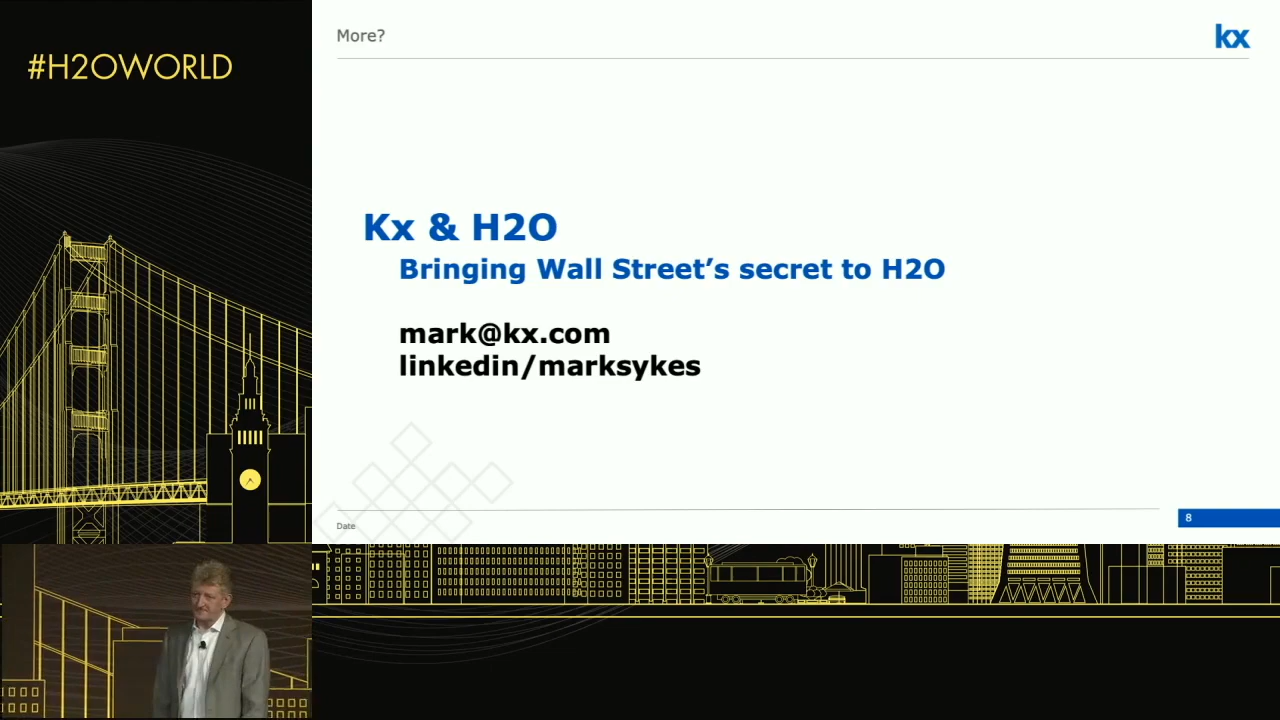 #H2OWORLD
More?
kx
Kx & H2O
Bringing Wall Street’s secret to H2O
mark@kx.com
linkedin/marksykes
Date
8